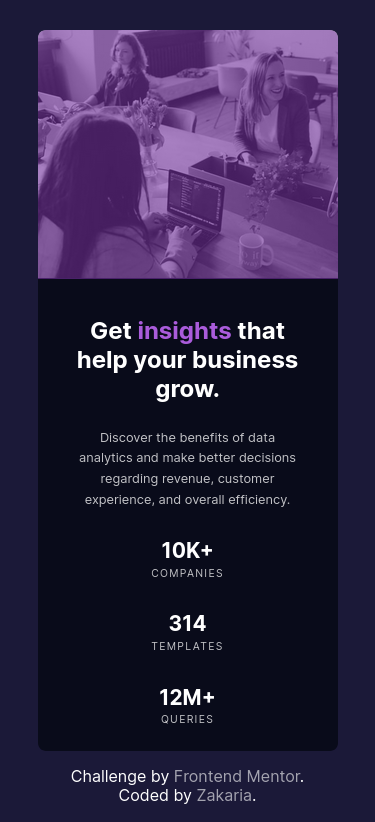 Get insights that
help your business
grow.
Discover the benefits of data
analytics and make better decisions
regarding revenue, customer
experience, and overall efficiency.
10K+
COMPANIES
314
TEMPLATES
12M+
QUERIES
Challenge by Frontend Mentor.
Coded by Zakaria.